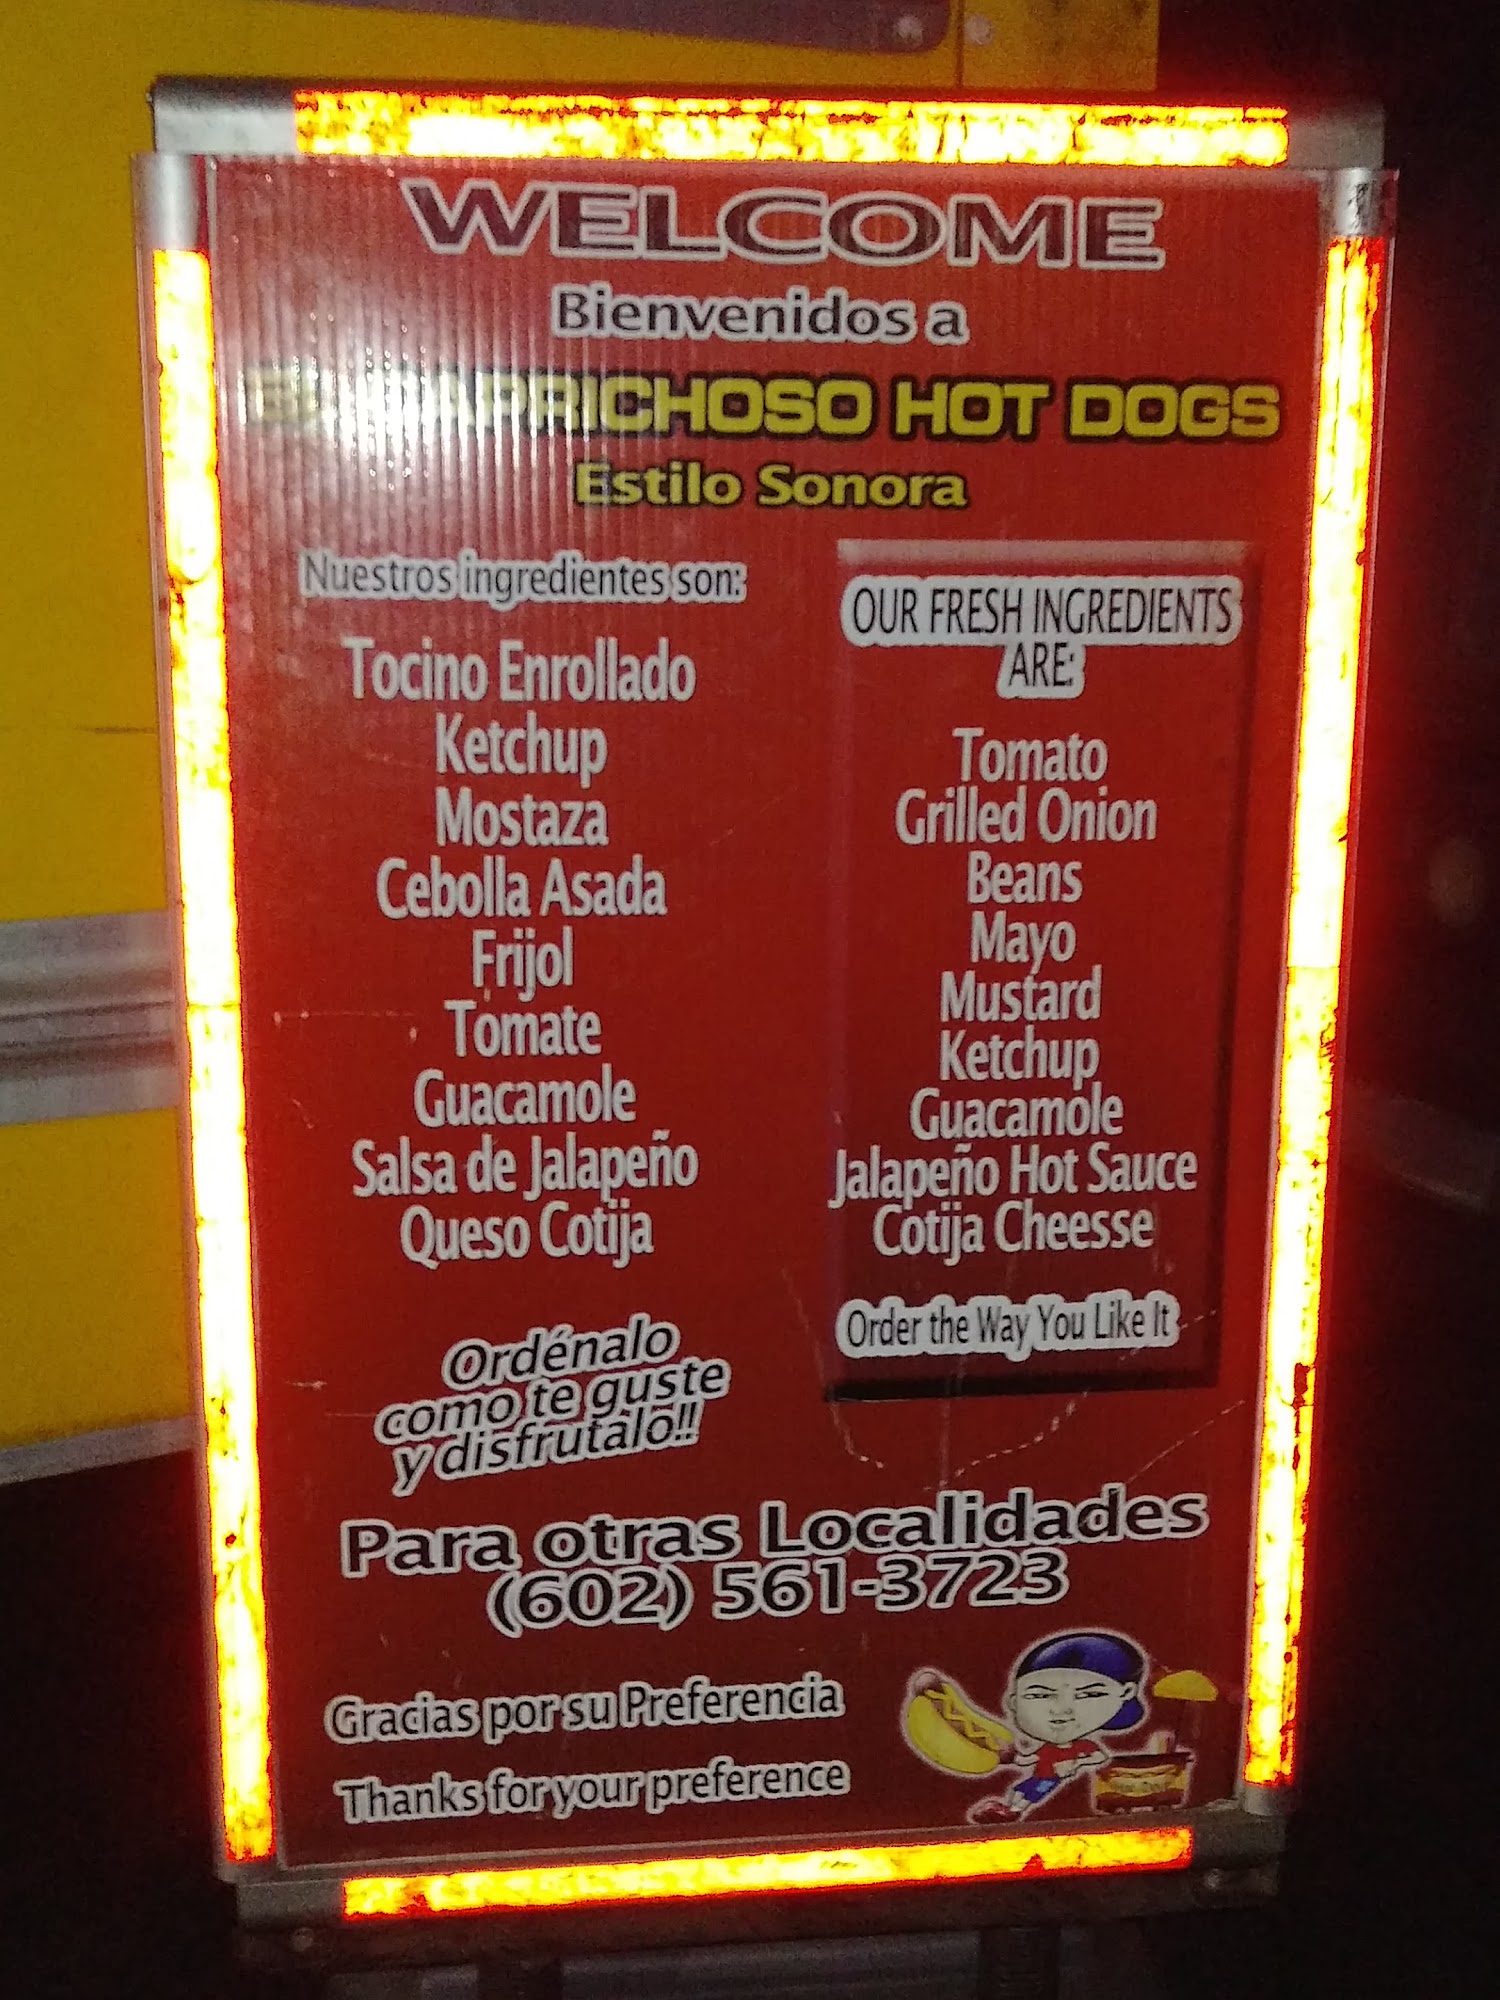 WELCOME
Bienvenidos a
EL CAPRICHOSO HOT DOGS
Estilo Sonora
Nuestros ingredientes son:
Tocino Enrollado
Ketchup
Mostaza
Cebolla Asada
Frijol
Tomate
Guacamole
Salsa de Jalapeño
Queso Cotija
Ordénalo
como te guste
y disfrutalo!!
OUR FRESH INGREDIENTS
ARE:
Tomato
Grilled Onion
Beans
Mayo
Mustard
Ketchup
Guacamole
Jalapeño Hot Sauce
Cotija Cheesse
Order the Way You Like It
Para otras Localidades
(602) 561-3723
Gracias por su Preferencia
Thanks for your preference